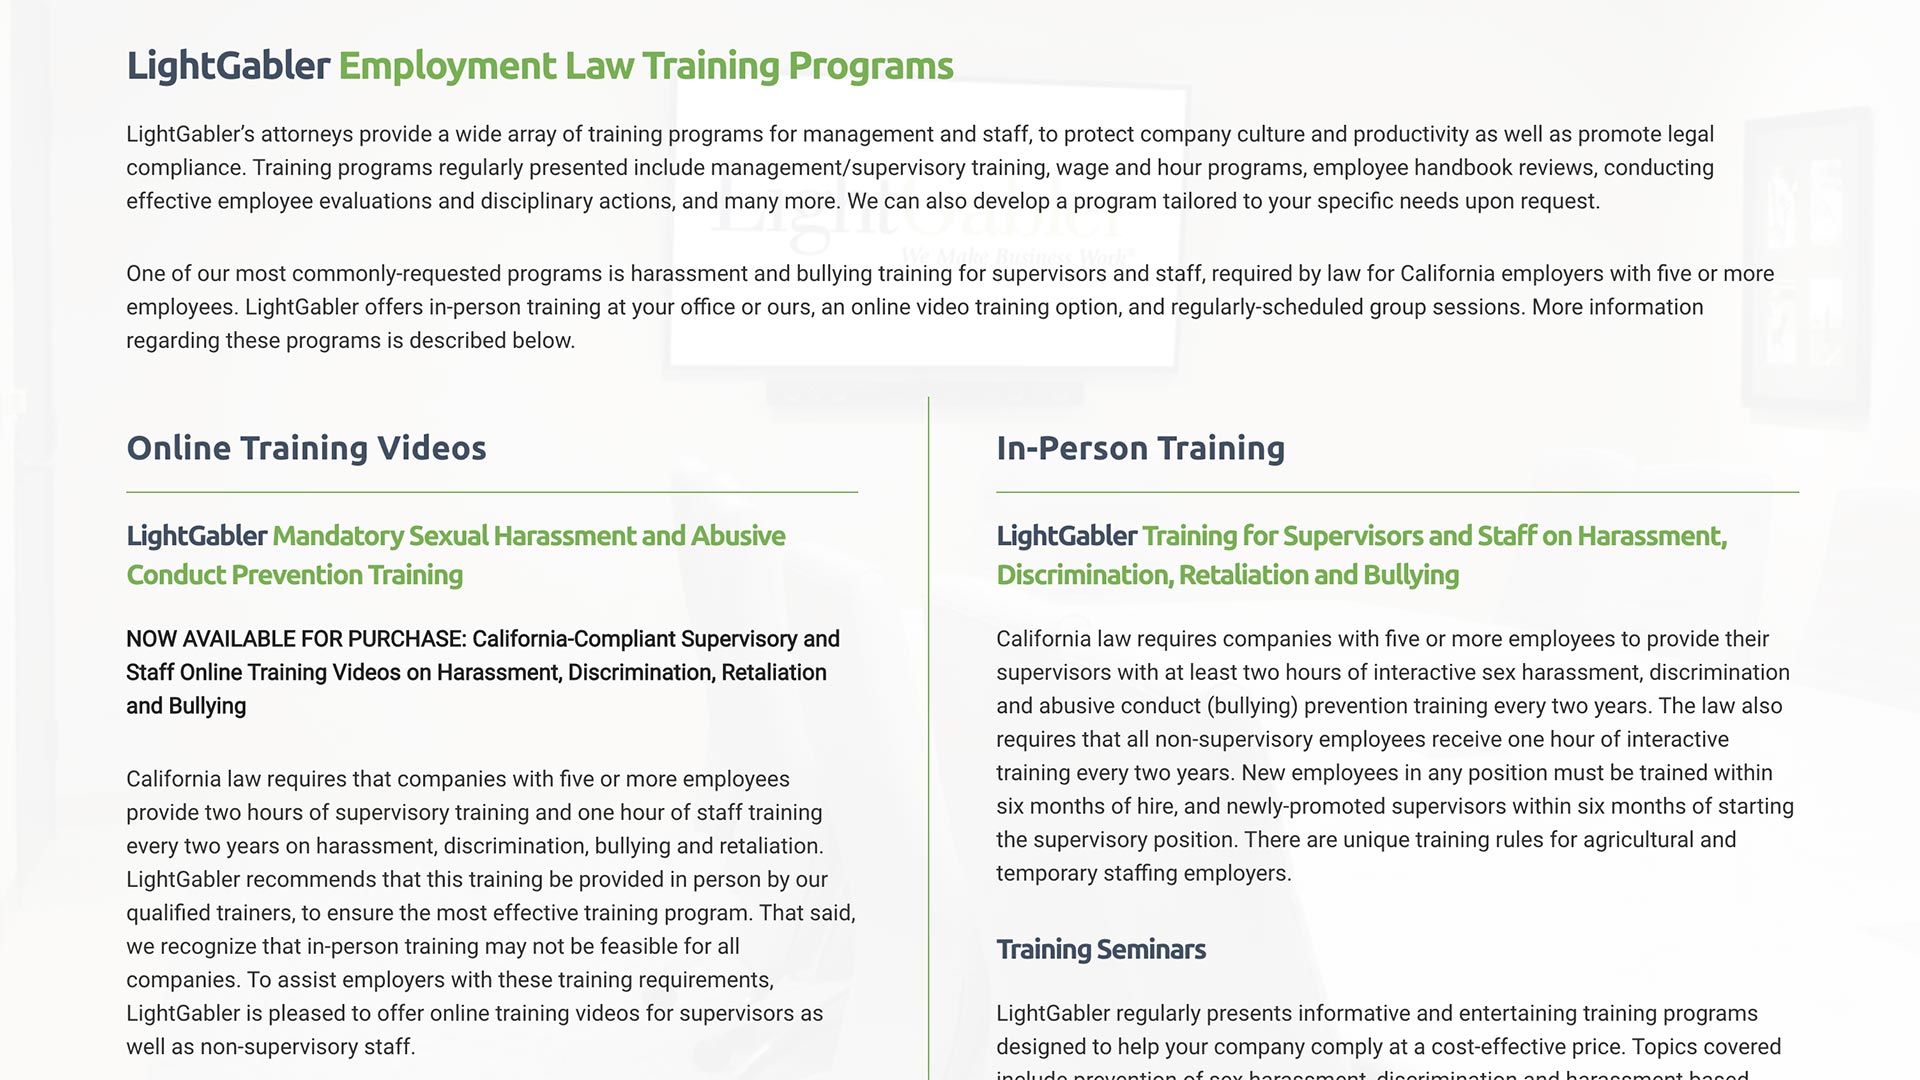 LightGabler Employment Law Training Programs
LightGabler’s attorneys provide a wide array of training programs for management and staff, to protect company culture and productivity as well as promote legal
compliance. Training programs regularly presented include management/supervisory training, wage and hour programs, employee handbook reviews, conducting
effective employee evaluations and disciplinary actions, and many more. We can also develop a program tailored to your specific needs upon request.
LightGabler
We Make Business Work®
One of our most commonly-requested programs is harassment and bullying training for supervisors and staff, required by law for California employers with five or more
employees. LightGabler offers in-person training at your office or ours, an online video training option, and regularly-scheduled group sessions. More information
regarding these programs is described below.
Online Training Videos
LightGabler Mandatory Sexual Harassment and Abusive
Conduct Prevention Training
NOW AVAILABLE FOR PURCHASE: California-Compliant Supervisory and
Staff Online Training Videos on Harassment, Discrimination, Retaliation
and Bullying
California law requires that companies with five or more employees
provide two hours of supervisory training and one hour of staff training
every two years on harassment, discrimination, bullying and retaliation.
LightGabler recommends that this training be provided in person by our
qualified trainers, to ensure the most effective training program. That said,
we recognize that in-person training may not be feasible for all
companies. To assist employers with these training requirements,
LightGabler is pleased to offer online training videos for supervisors as
well as non-supervisory staff.
In-Person Training
LightGabler Training for Supervisors and Staff on Harassment,
Discrimination, Retaliation and Bullying
California law requires companies with five or more employees to provide their
supervisors with at least two hours of interactive sex harassment, discrimination
and abusive conduct (bullying) prevention training every two years. The law also
requires that all non-supervisory employees receive one hour of interactive
training every two years. New employees in any position must be trained within
six months of hire, and newly-promoted supervisors within six months of starting
the supervisory position. There are unique training rules for agricultural and
temporary staffing employers.
Training Seminars
LightGabler regularly presents informative and entertaining training programs
designed to help your company comply at a cost-effective price. Topics covered
include prevention of sex harassment, discrimination and harassment based